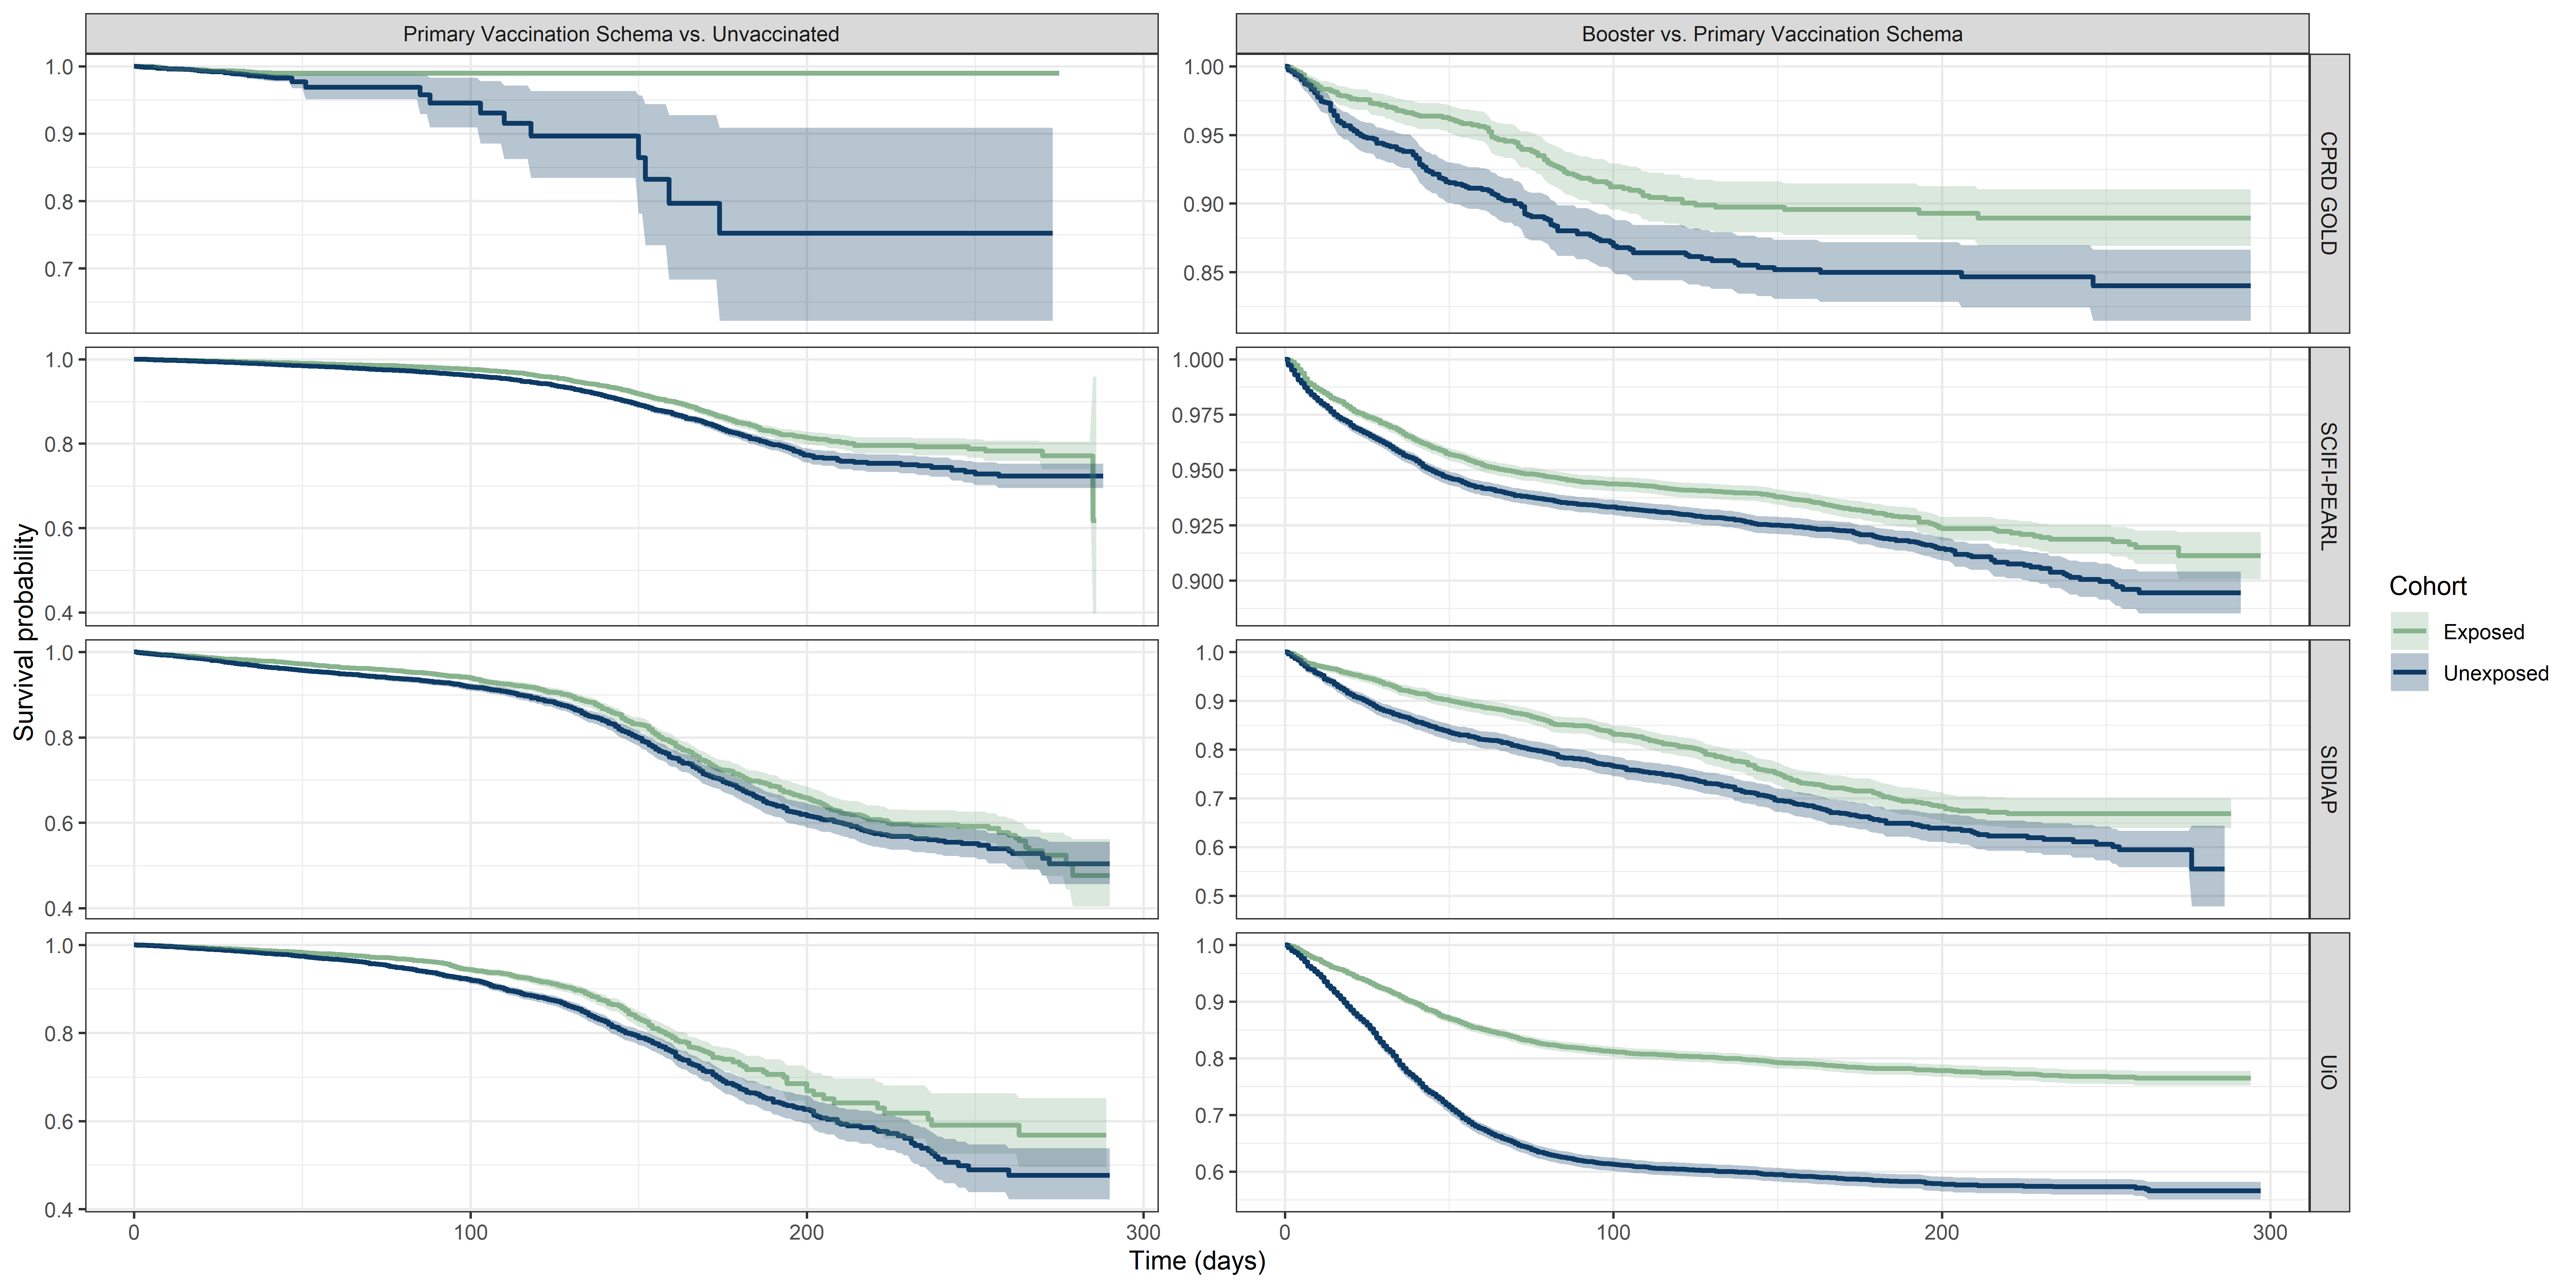 Primary Vaccination Schema vs. Unvaccinated
Booster vs. Primary Vaccination Schema
1.0
0.9
0.8
0.7
1.00
0.95
0.90
0.85
CPRD GOLD
1.0
0.8
0.6
0.4
1.000
0.975
0.950
0.925
0.900
SCIFI-PEARL
1.0
0.8
0.6
0.4
1.0
0.9
0.8
0.7
0.6
0.5
SIDIAP
1.0
0.8
0.6
0.4
1.0
0.9
0.8
0.7
0.6
UiO
0 100 200 300
0 100 200 300
Survival probability
Time (days)
Cohort
Exposed
Unexposed